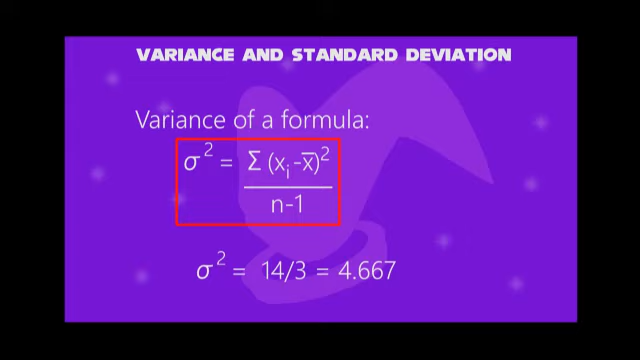 VARIANCE AND STANDARD DEVIATION
Variance of a formula:
σ² = Σ (xᵢ-x̅)²
n-1
σ² = 14/3 = 4.667